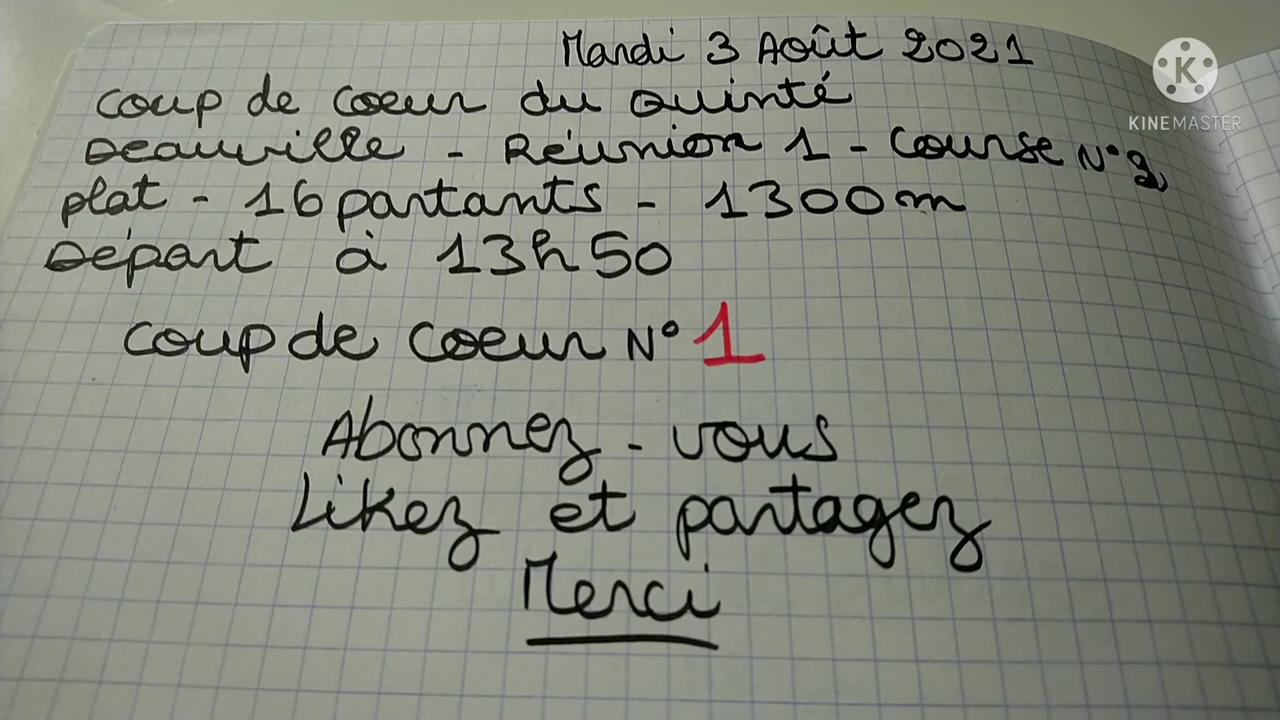 Mardi 3 Août 2021
K
KINEMASTER
coup de coeur du Quinté
Deauville - Réunion 1 - Course N°2
plat - 16 partants - 1300m
Départ à 13h50
coup de coeur N° 1
Abonnez-vous
Likez et partagez
Merci